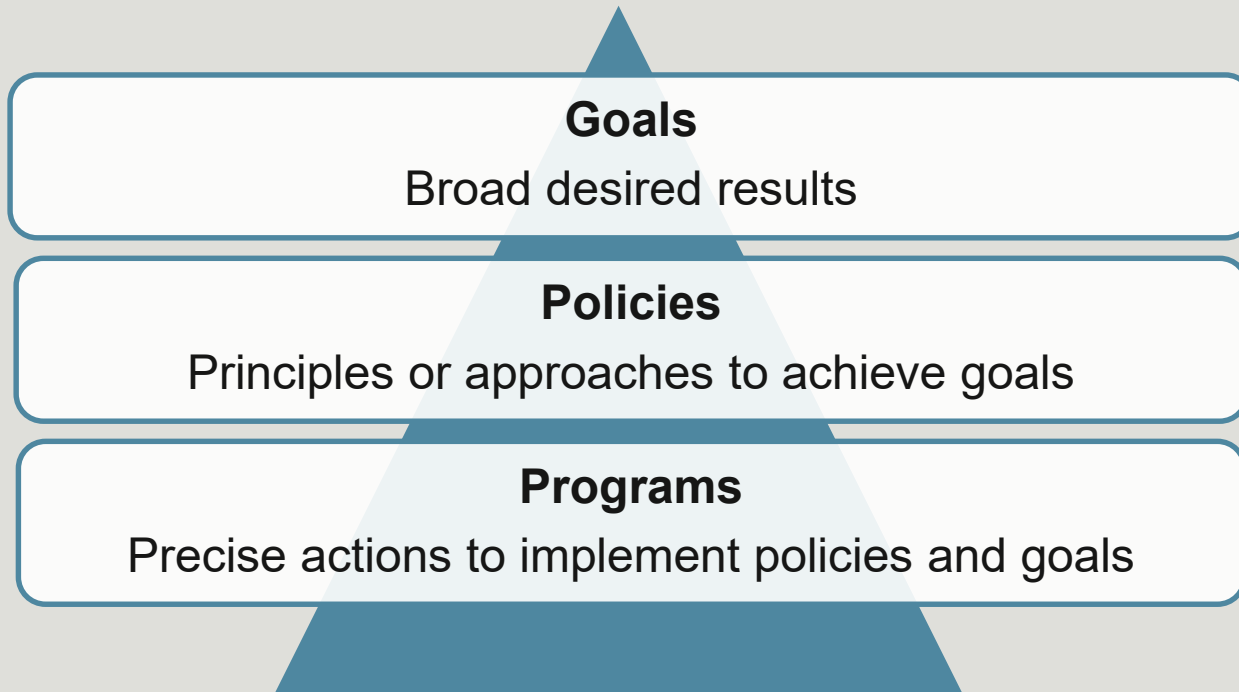 Goals
Broad desired results
Policies
Principles or approaches to achieve goals
Programs
Precise actions to implement policies and goals